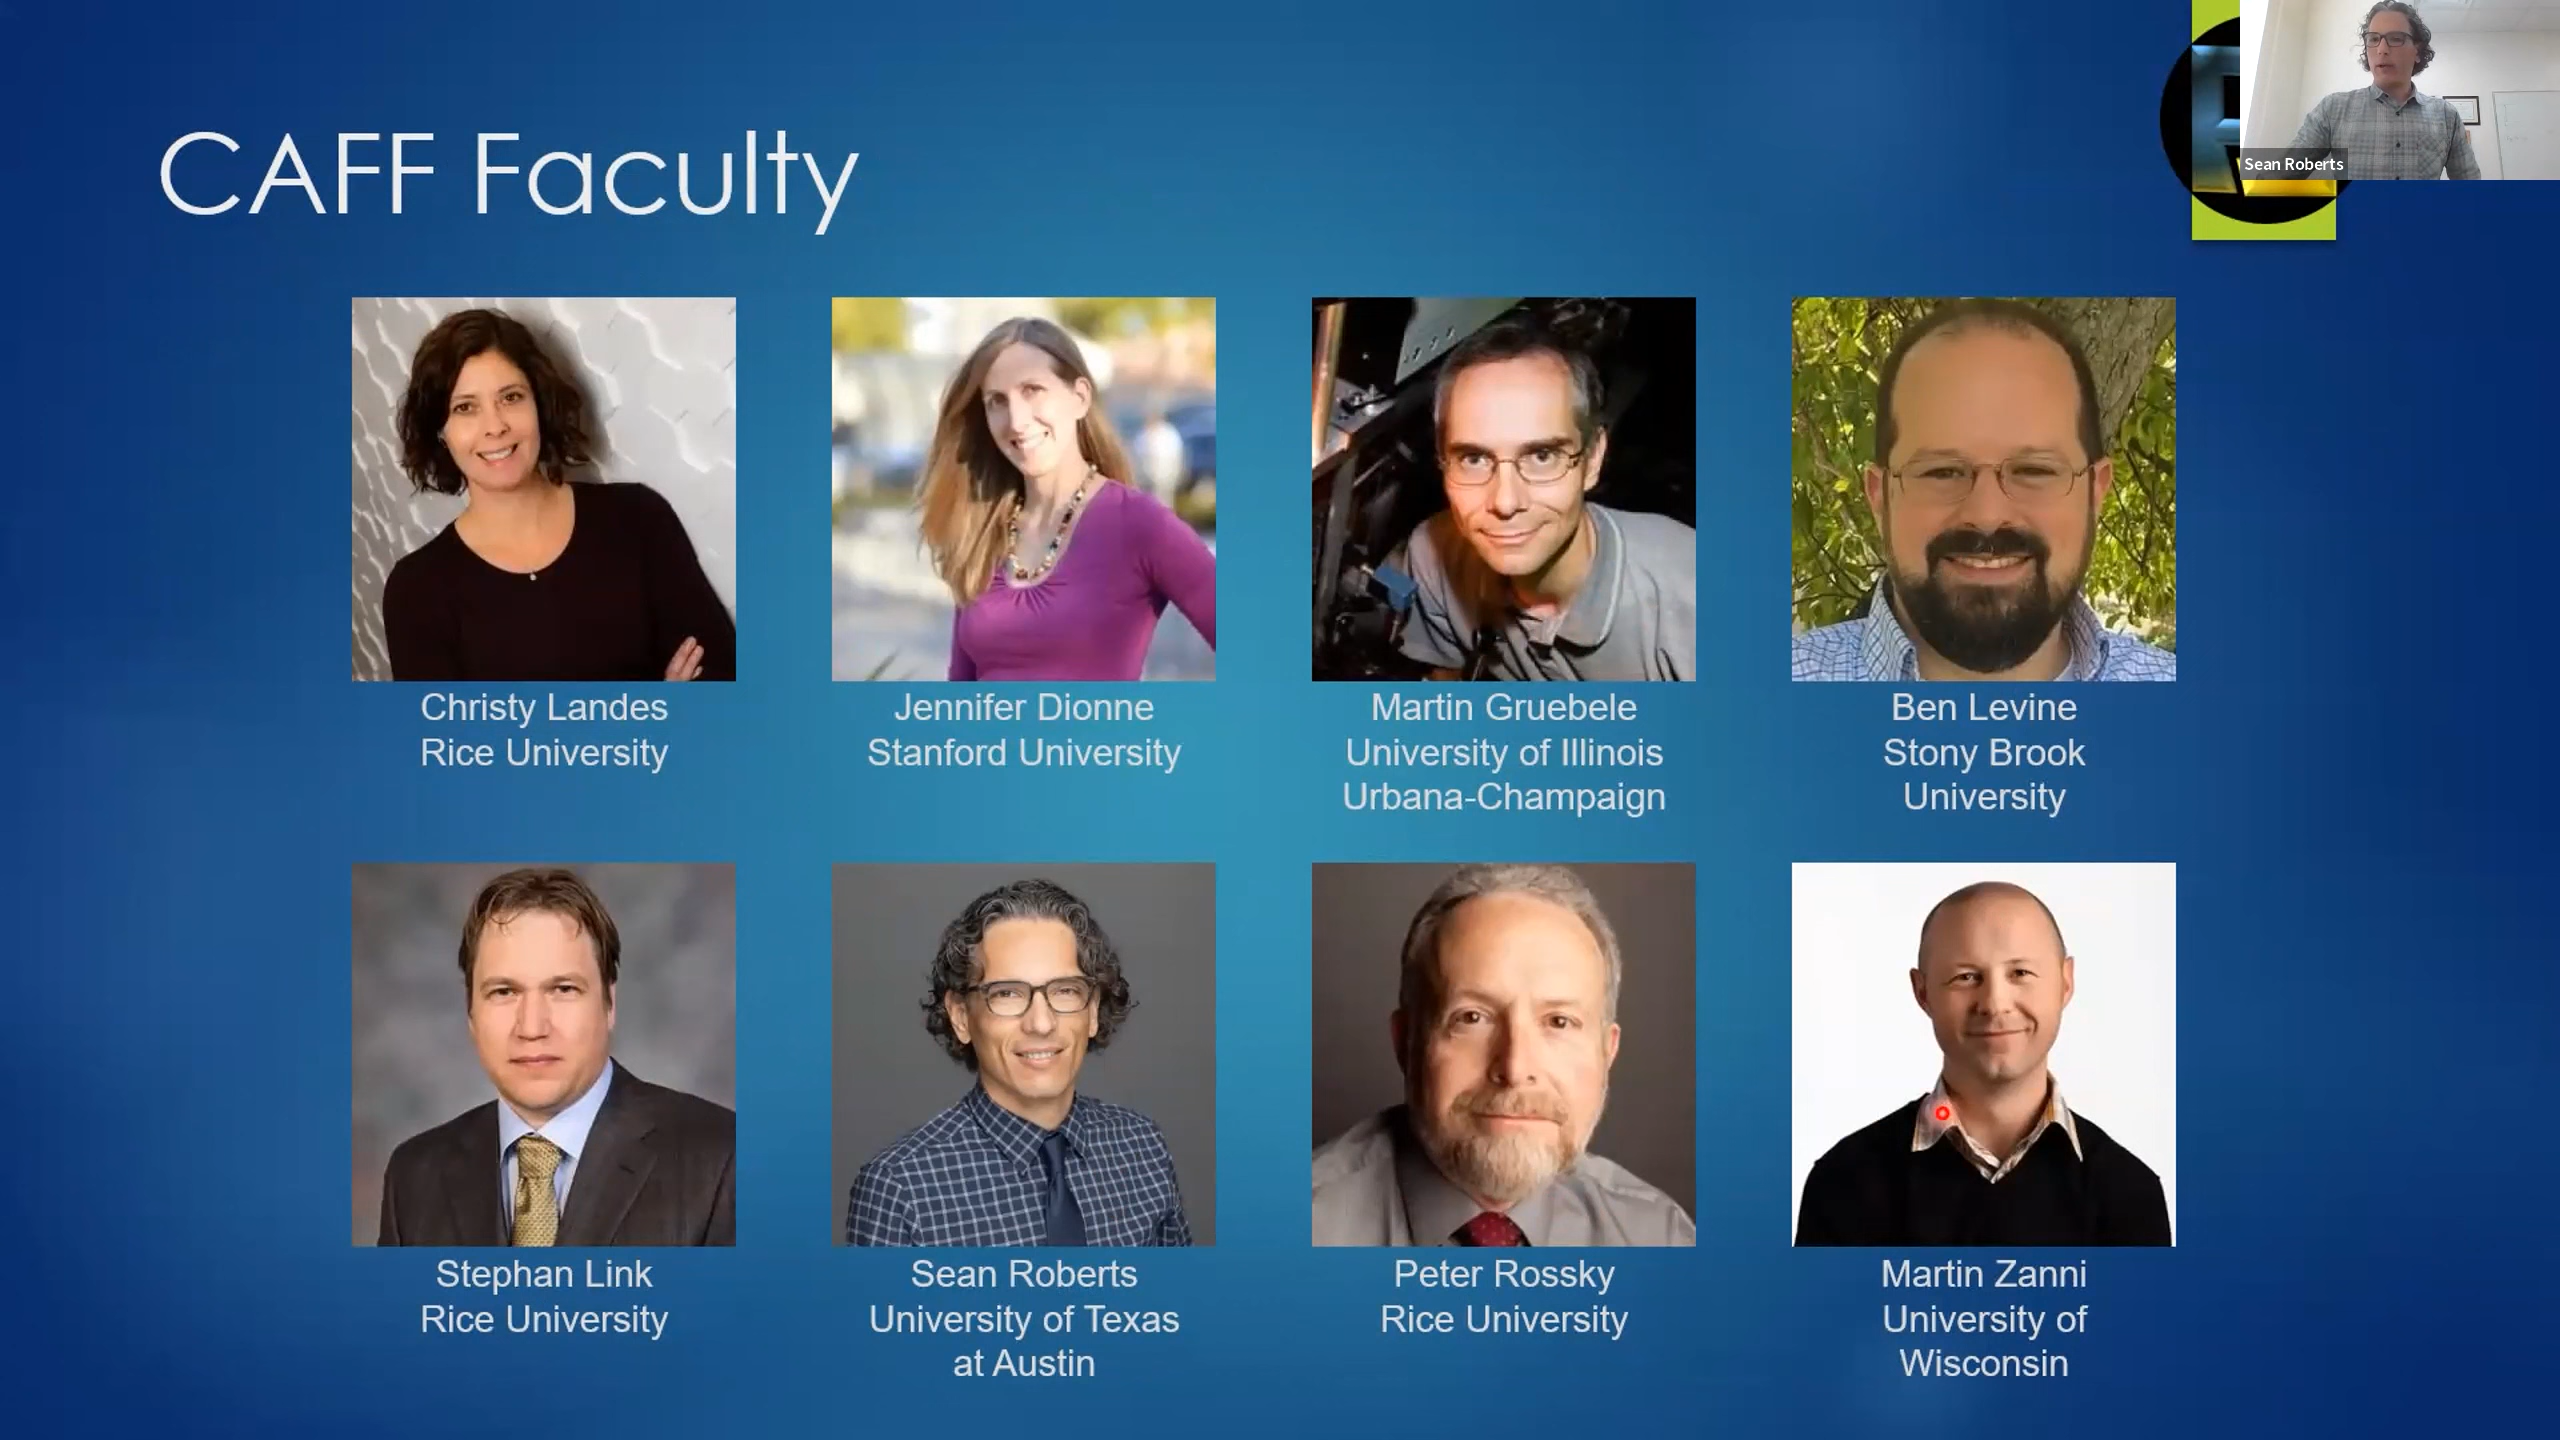 CAFF Faculty
Sean Roberts
Christy Landes
Rice University
Jennifer Dionne
Stanford University
Martin Gruebele
University of Illinois
Urbana-Champaign
Ben Levine
Stony Brook
University
Stephan Link
Rice University
Sean Roberts
University of Texas
at Austin
Peter Rossky
Rice University
Martin Zanni
University of
Wisconsin